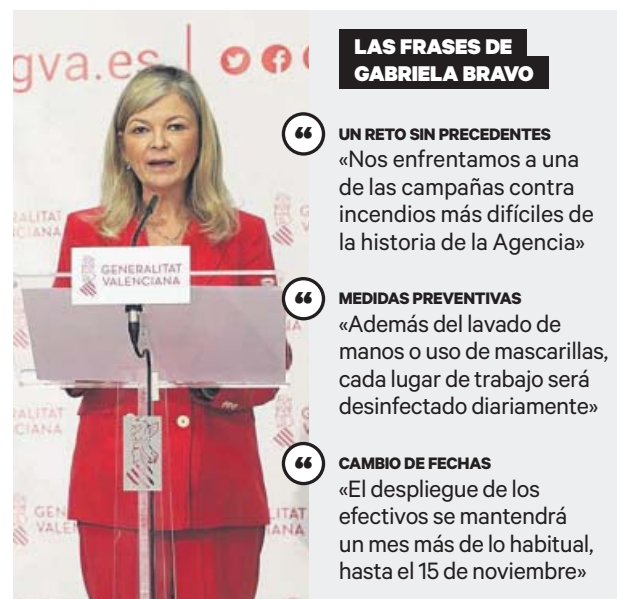 gva.es
LAS FRASES DE
GABRIELA BRAVO
UN RETO SIN PRECEDENTES
«Nos enfrentamos a una
de las campañas contra
incendios más difíciles de
la historia de la Agencia»
MEDIDAS PREVENTIVAS
«Además del lavado de
manos o uso de mascarillas,
cada lugar de trabajo será
desinfectado diariamente»
CAMBIO DE FECHAS
«El despliegue de los
efectivos se mantendrá
un mes más de lo habitual,
hasta el 15 de noviembre»
GENERALITAT
VALENCIANA